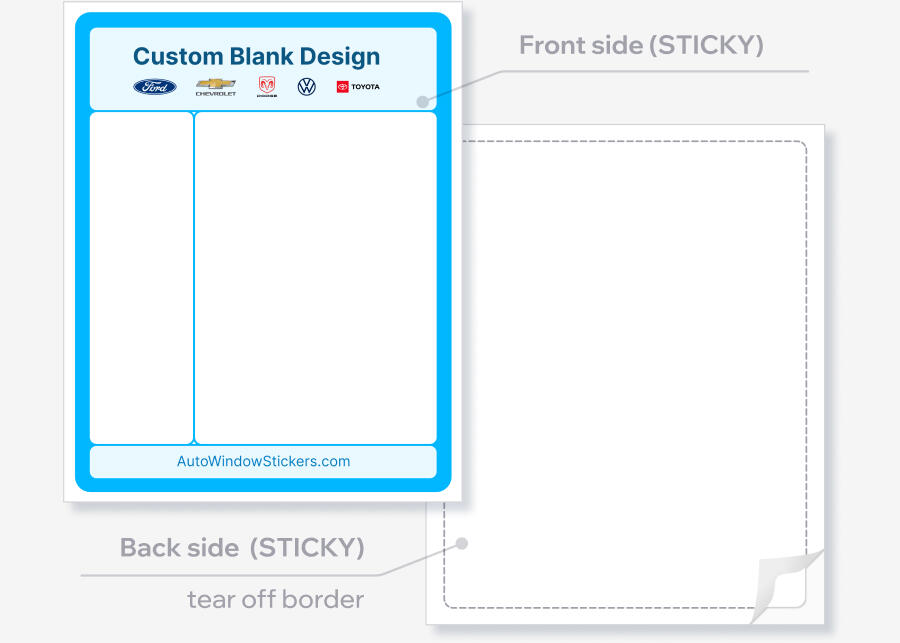 Custom Blank Design
Ford
CHEVROLET
DODGE
TOYOTA
AutoWindowStickers.com
Front side (STICKY)
Back side (STICKY)
tear off border